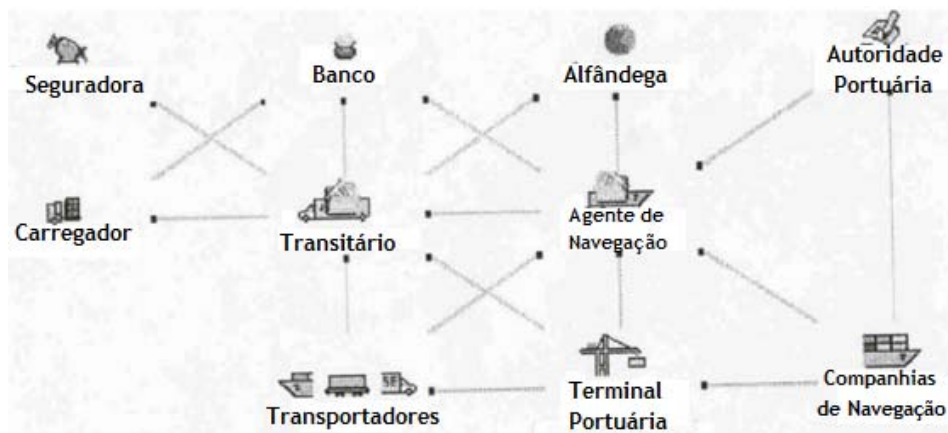 Seguradora
Banco
Alfândega
Autoridade
Portuária
Carregador
Transitário
Agente de
Navegação
Transportadores
Terminal
Portuária
Companhias
de Navegação